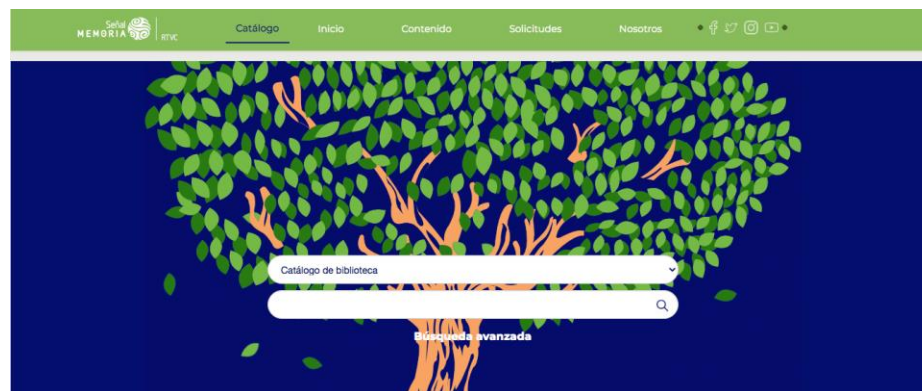 Señal
MEMORIA
RTVC
Catálogo
Inicio
Contenido
Solicitudes
Nosotros
Catálogo de biblioteca
Búsqueda avanzada